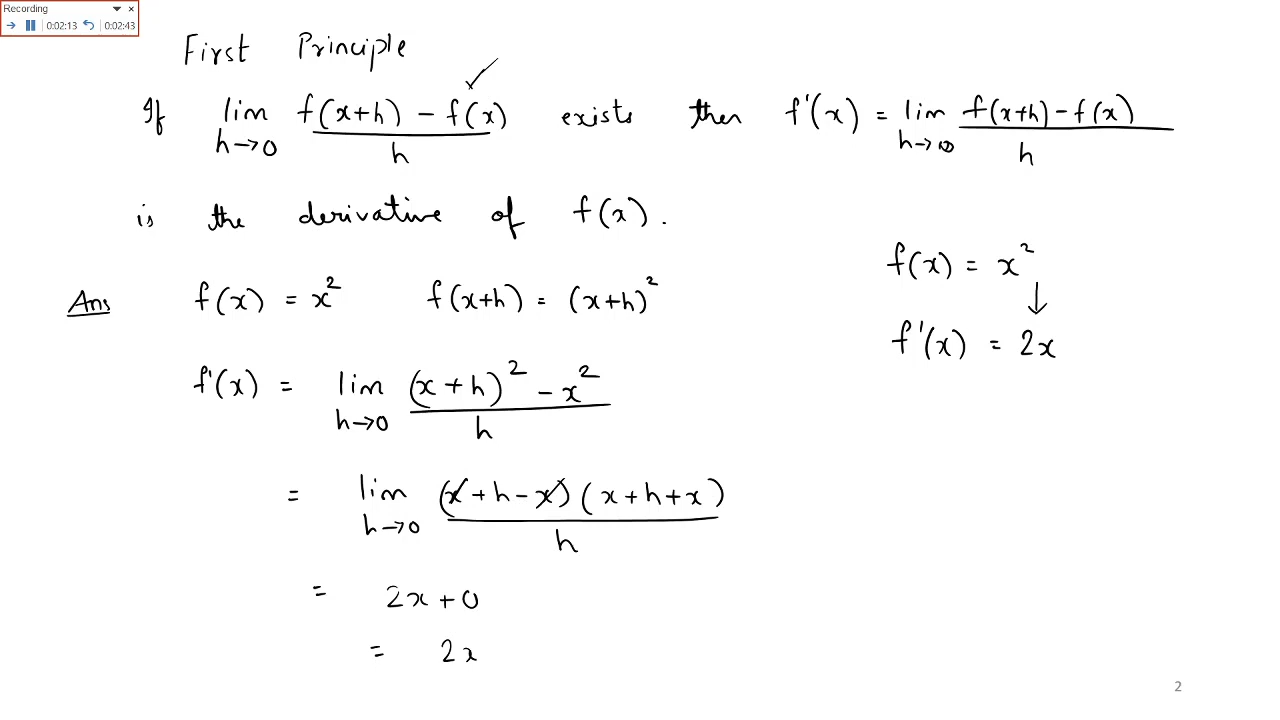 Recording
0:02:13 0:02:43
First Principle
If lim h→0 f(x+h) - f(x) / h exists then f'(x) = lim h→0 f(x+h) - f(x) / h
is the derivative of f(x).
f(x) = x²
↓
f'(x) = 2x
Ans f(x) = x² f(x+h) = (x+h)²
f'(x) = lim h→0 (x+h)² - x² / h
= lim h→0 (x+h-x)(x+h+x) / h
= 2x+0
= 2x
2